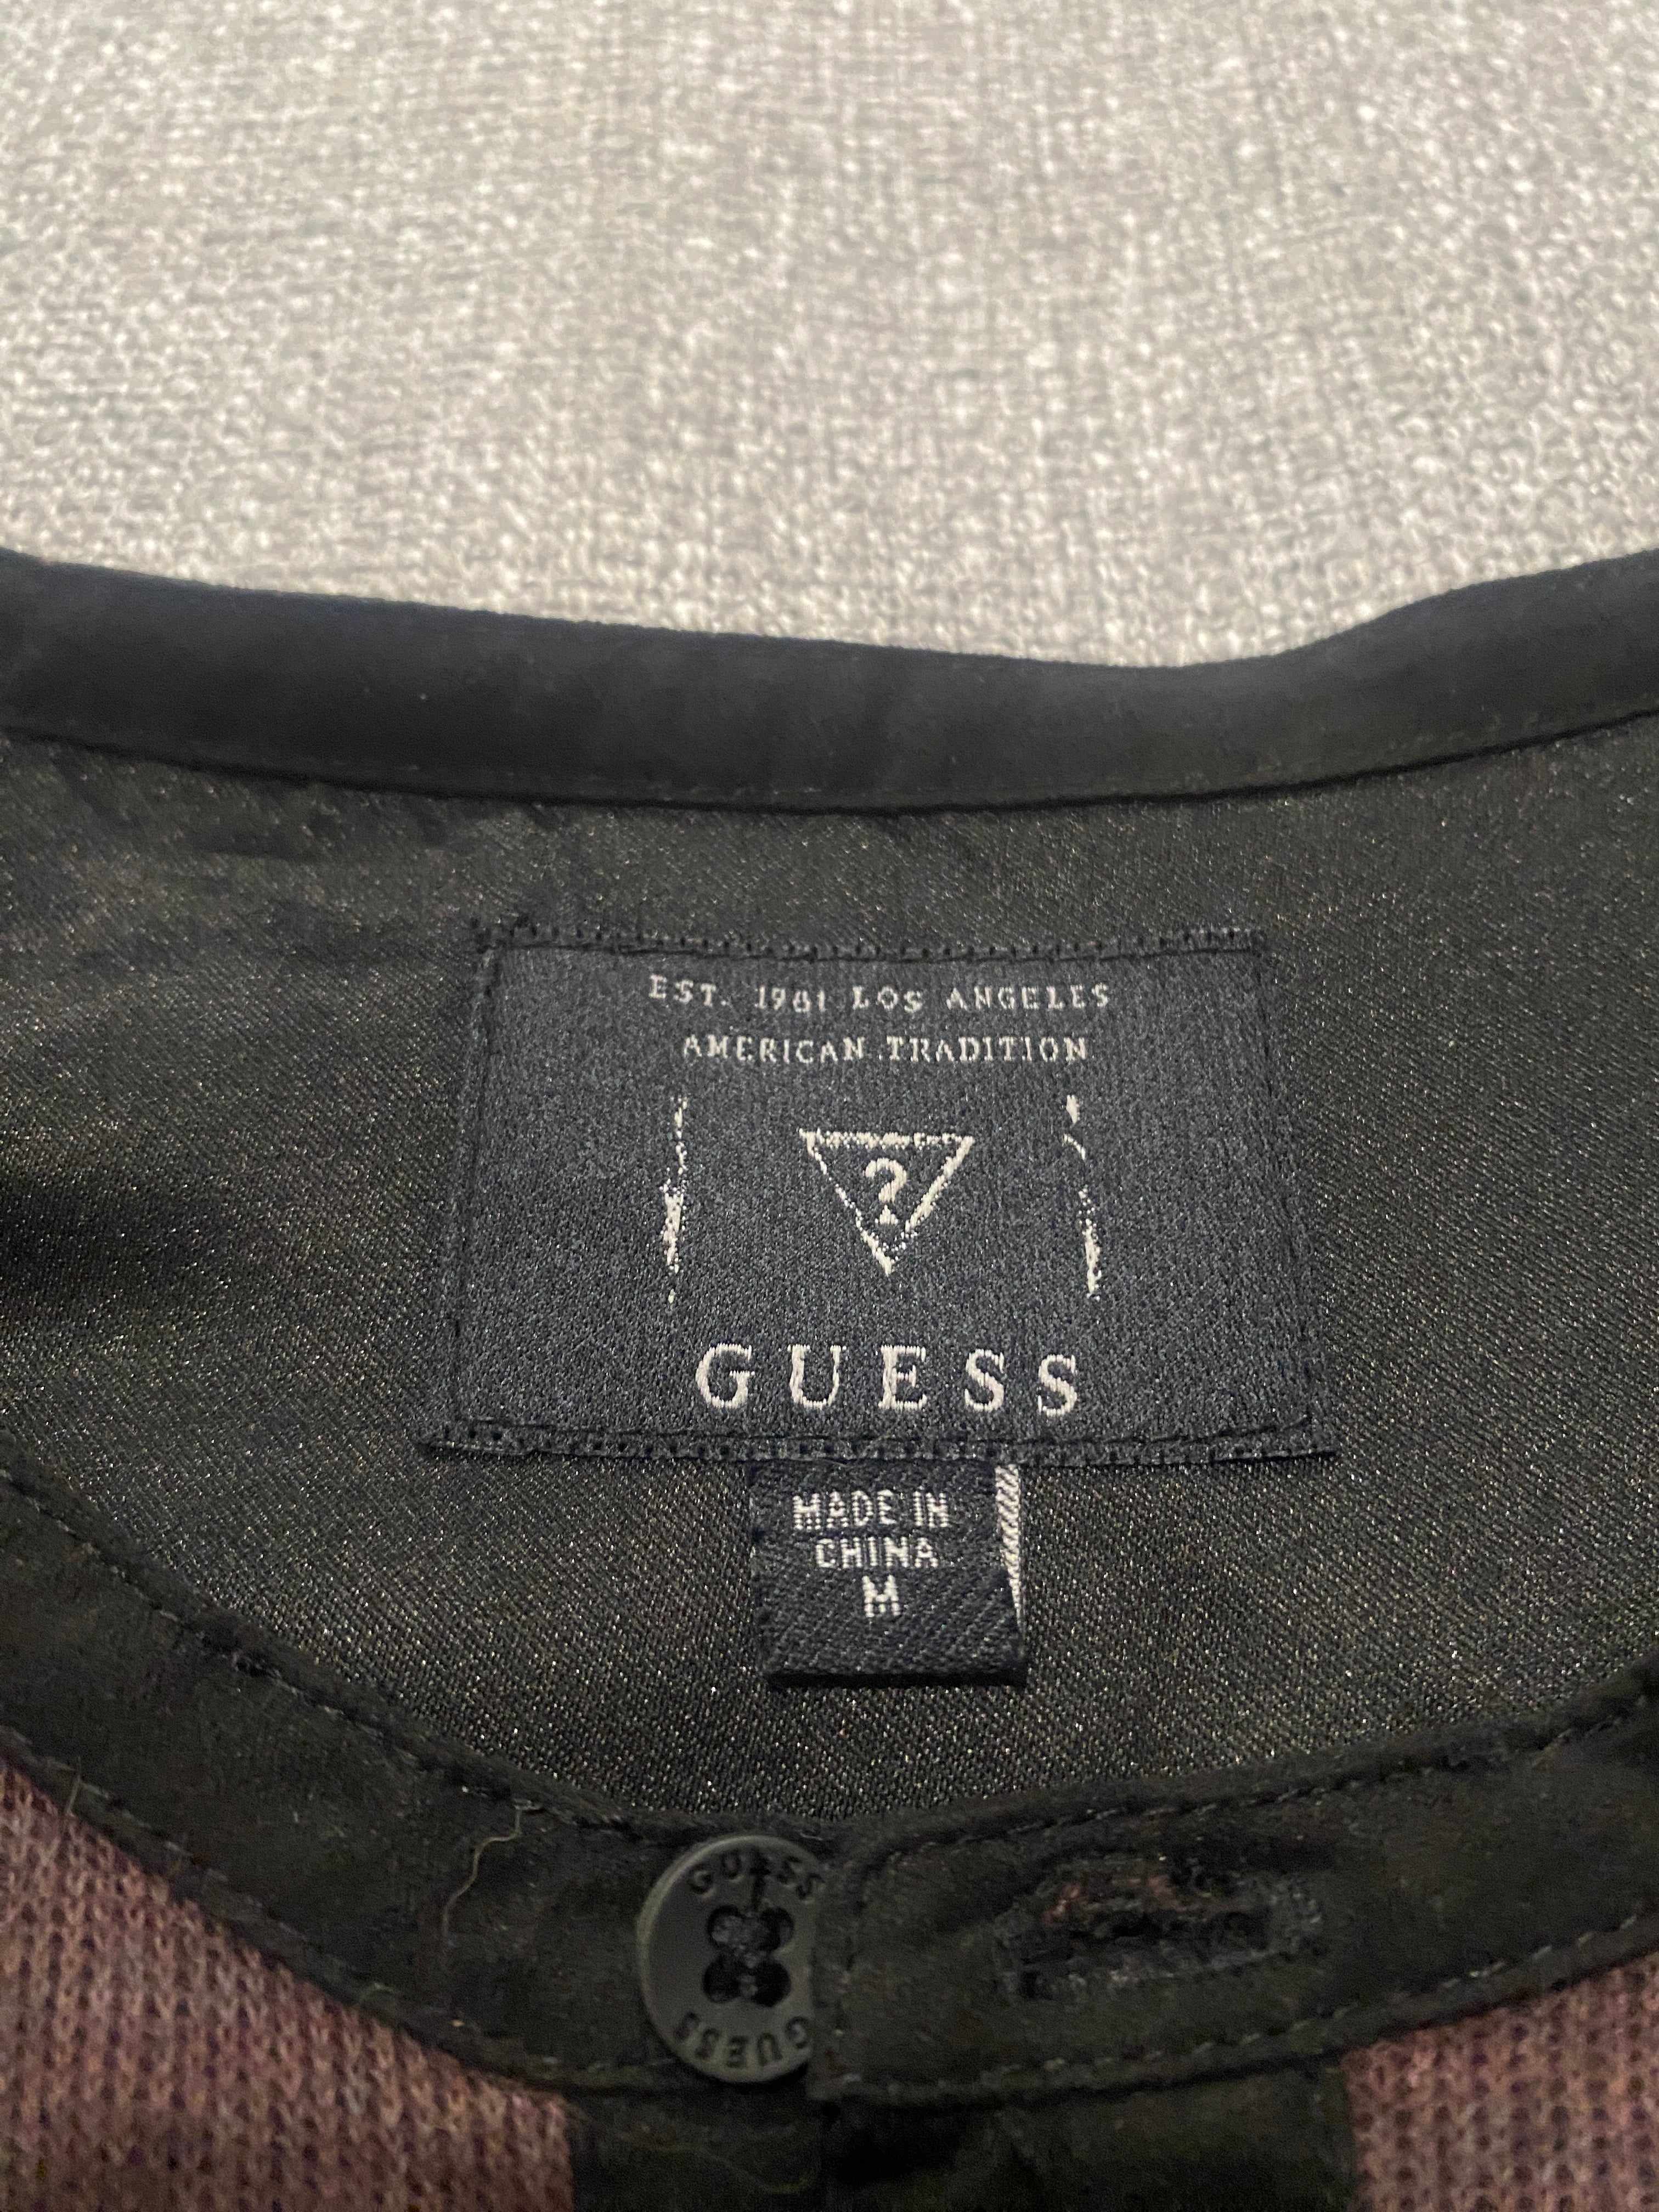 EST. 1981 LOS ANGELES
AMERICAN TRADITION
?
GUESS
MADE IN
CHINA
M
GUESS
GUESS